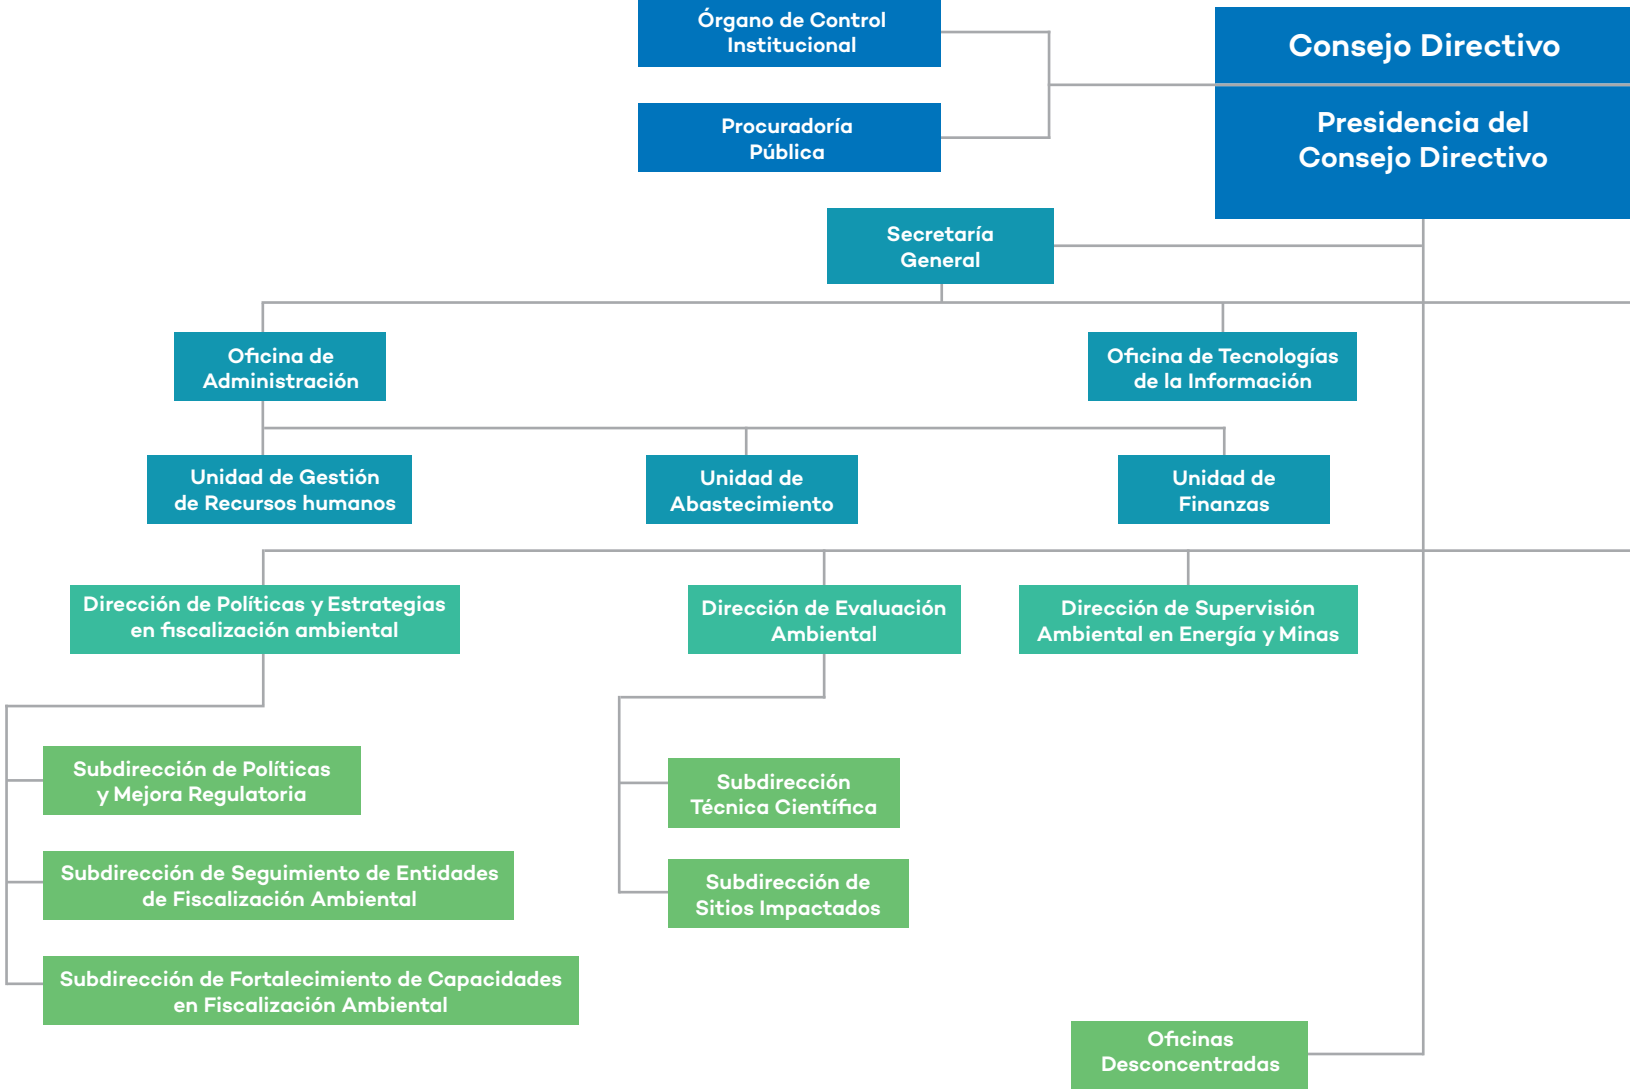 Órgano de Control
Institucional
Consejo Directivo
Procuradoría
Pública
Presidencia del
Consejo Directivo
Secretaría
General
Oficina de
Administración
Oficina de Tecnologías
de la Información
Unidad de Gestión
de Recursos humanos
Unidad de
Abastecimiento
Unidad de
Finanzas
Dirección de Políticas y Estrategias
en fiscalización ambiental
Dirección de Evaluación
Ambiental
Dirección de Supervisión
Ambiental en Energía y Minas
Subdirección de Políticas
y Mejora Regulatoria
Subdirección de Seguimiento de Entidades
de Fiscalización Ambiental
Subdirección de Fortalecimiento de Capacidades
en Fiscalización Ambiental
Subdirección
Técnica Científica
Subdirección de
Sitios Impactados
Oficinas
Desconcentradas